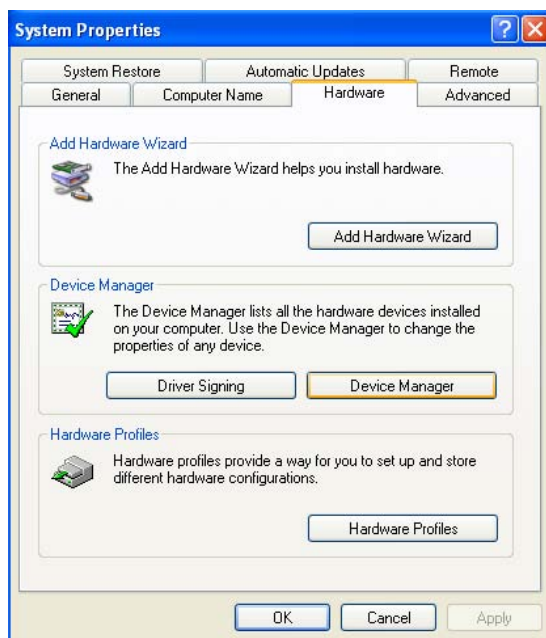 System Properties
?
X
System Restore
Automatic Updates
Remote
General
Computer Name
Hardware
Advanced
Add Hardware Wizard
The Add Hardware Wizard helps you install hardware.
Add Hardware Wizard
Device Manager
The Device Manager lists all the hardware devices installed
on your computer. Use the Device Manager to change the
properties of any device.
Driver Signing
Device Manager
Hardware Profiles
Hardware profiles provide a way for you to set up and store
different hardware configurations.
Hardware Profiles
OK
Cancel
Apply